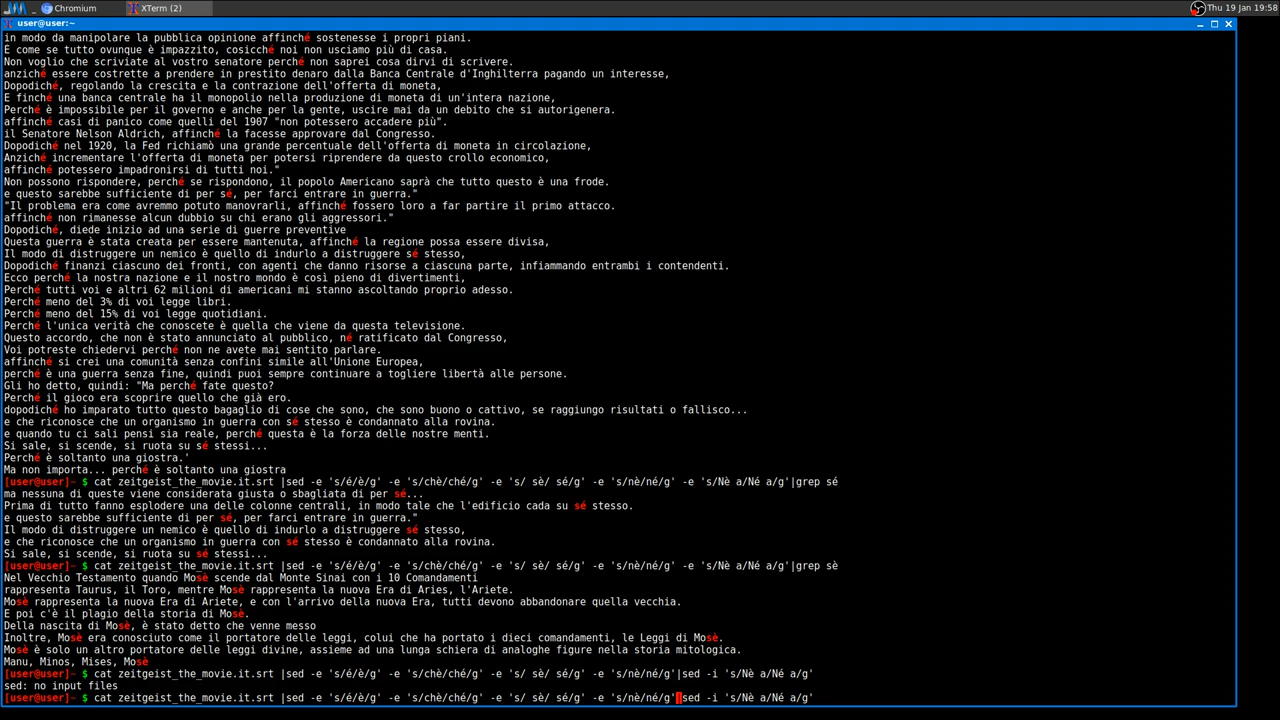 Chromium
XTerm (2)
Thu 19 Jan 19:58
user@user:~
in modo da manipolare la pubblica opinione affinché sostenesse i propri piani.
È come se tutto ovunque è impazzito, cosicché noi non usciamo più di casa.
Non voglio che scriviate al vostro senatore perché non saprei cosa dirvi di scrivere.
anziché essere costrette a prendere in prestito denaro dalla Banca Centrale d'Inghilterra pagando un interesse,
Dopodiché, regolando la crescita e la contrazione dell'offerta di moneta,
E finché una banca centrale ha il monopolio nella produzione di moneta di un'intera nazione,
Perché è impossibile per il governo e anche per la gente, uscire mai da un debito che si autorigenera.
affinché casi di panico come quelli del 1907 "non potessero accadere più".
il Senatore Nelson Aldrich, affinché la facesse approvare dal Congresso.
Dopodiché nel 1920, la Fed richiamò una grande percentuale dell'offerta di moneta in circolazione,
Anziché incrementare l'offerta di moneta per potersi riprendere da questo crollo economico,
affinché potessero impadronirsi di tutti noi."
Non possono rispondere, perché se rispondono, il popolo Americano saprà che tutto questo è una frode.
e questo sarebbe sufficiente di per sé, per farci entrare in guerra."
"Il problema era come avremmo potuto manovrarli, affinché fossero loro a far partire il primo attacco.
affinché non rimanesse alcun dubbio su chi erano gli aggressori."
Dopodiché, diede inizio ad una serie di guerre preventive
Questa guerra è stata creata per essere mantenuta, affinché la regione possa essere divisa,
Il modo di distruggere un nemico è quello di indurlo a distruggere sé stesso,
Dopodiché finanzi ciascuno dei fronti, con agenti che danno risorse a ciascuna parte, infiammando entrambi i contendenti.
Ecco perché la nostra nazione e il nostro mondo è così pieno di divertimenti,
Perché tutti voi e altri 62 milioni di americani mi stanno ascoltando proprio adesso.
Perché meno del 3% di voi legge libri.
Perché meno del 15% di voi legge quotidiani.
Perché l'unica verità che conoscete è quella che viene da questa televisione.
Questo accordo, che non è stato annunciato al pubblico, né ratificato dal Congresso,
Voi potreste chiedervi perché non ne avete mai sentito parlare.
affinché si crei una comunità senza confini simile all'Unione Europea,
perché è una guerra senza fine, quindi puoi sempre continuare a togliere libertà alle persone.
Gli ho detto, quindi: "Ma perché fate questo?
Perché il gioco era scoprire quello che già ero.
dopodiché ho imparato tutto questo bagaglio di cose che sono, che sono buono o cattivo, se raggiungo risultati o fallisco...
e che riconosce che un organismo in guerra con sé stesso è condannato alla rovina.
e quando tu ci sali pensi sia reale, perché questa è la forza delle nostre menti.
Si sale, si scende, si ruota su sé stessi...
Perché è soltanto una giostra.'
Ma non importa... perché è soltanto una giostra
[user@user]~ $ cat zeitgeist_the_movie.it.srt |sed -e 's/é/è/g' -e 's/chè/ché/g' -e 's/ sè/ sé/g' -e 's/nè/né/g' -e 's/Nè a/Né a/g'|grep sé
ma nessuna di queste viene considerata giusta o sbagliata di per sé...
Prima di tutto fanno esplodere una delle colonne centrali, in modo tale che l'edificio cada su sé stesso.
e questo sarebbe sufficiente di per sé, per farci entrare in guerra."
Il modo di distruggere un nemico è quello di indurlo a distruggere sé stesso,
e che riconosce che un organismo in guerra con sé stesso è condannato alla rovina.
Si sale, si scende, si ruota su sé stessi...
[user@user]~ $ cat zeitgeist_the_movie.it.srt |sed -e 's/é/è/g' -e 's/chè/ché/g' -e 's/ sè/ sé/g' -e 's/nè/né/g' -e 's/Nè a/Né a/g'|grep sè
Nel Vecchio Testamento quando Mosè scende dal Monte Sinai con i 10 Comandamenti
rappresenta Taurus, il Toro, mentre Mosè rappresenta la nuova Era di Aries, l'Ariete.
Mosè rappresenta la nuova Era di Ariete, e con l'arrivo della nuova Era, tutti devono abbandonare quella vecchia.
E poi c'è il plagio della storia di Mosè.
Della nascita di Mosè, è stato detto che venne messo
Inoltre, Mosè era conosciuto come il portatore delle leggi, colui che ha portato i dieci comandamenti, le Leggi di Mosè.
Mosè è solo un altro portatore delle leggi divine, assieme ad una lunga schiera di analoghe figure nella storia mitologica.
Manu, Minos, Mises, Mosè
[user@user]~ $ cat zeitgeist_the_movie.it.srt |sed -e 's/é/è/g' -e 's/chè/ché/g' -e 's/ sè/ sé/g' -e 's/nè/né/g'|sed -i 's/Nè a/Né a/g'
sed: no input files
[user@user]~ $ cat zeitgeist_the_movie.it.srt |sed -e 's/é/è/g' -e 's/chè/ché/g' -e 's/ sè/ sé/g' -e 's/nè/né/g'|sed -i 's/Nè a/Né a/g'